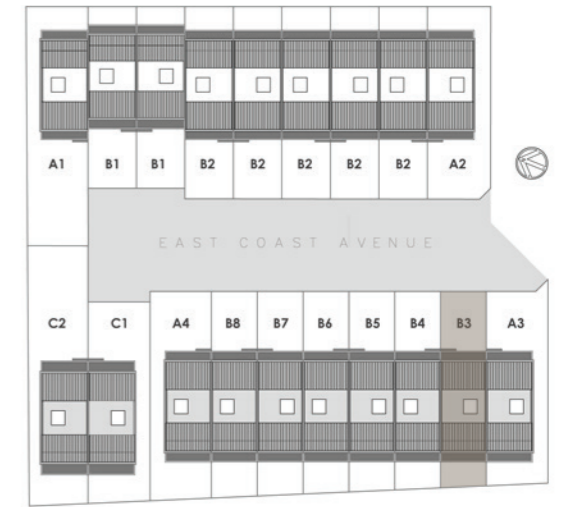 A1 B1 B1 B2 B2 B2 B2 B2 A2
EAST COAST AVENUE
C2 C1 A4 B8 B7 B6 B5 B4 B3 A3